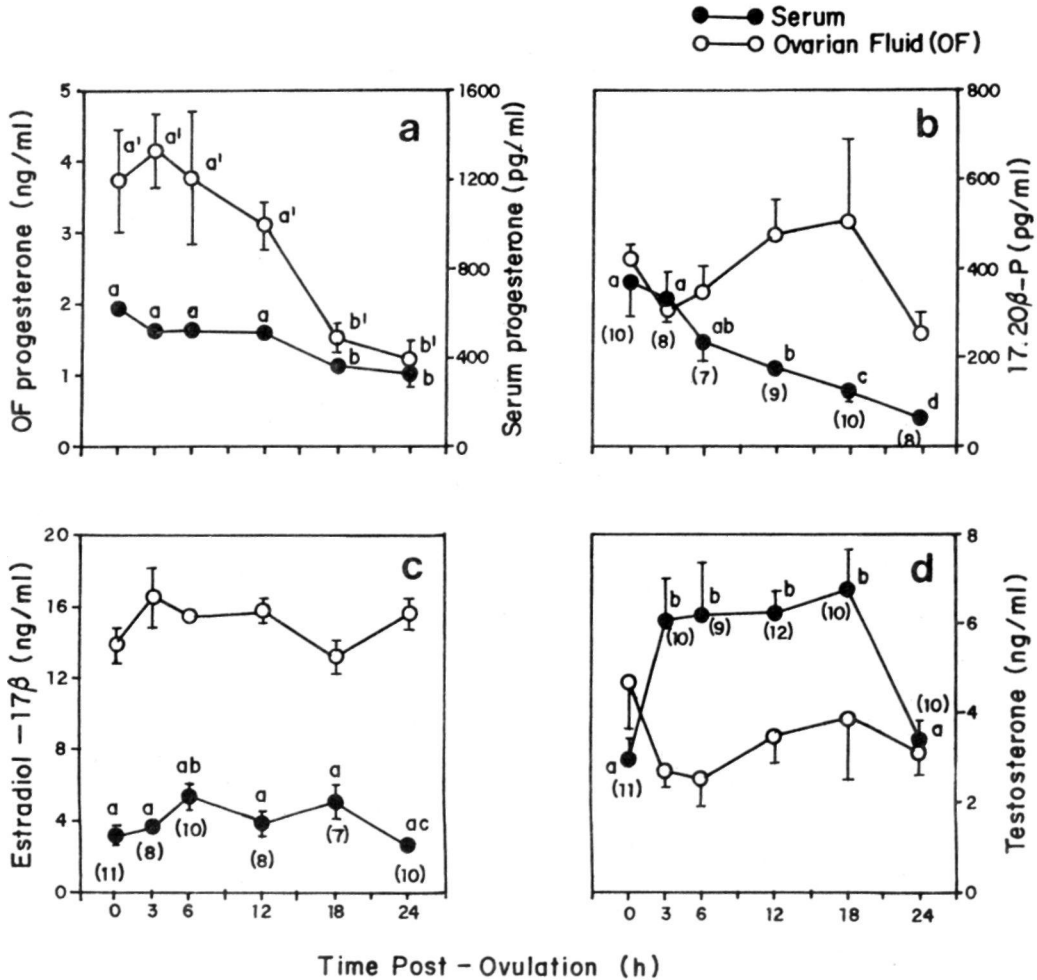 Serum
Ovarian Fluid (OF)
a
OF progesterone (ng/ml)
5
4
3
2
1
0
a' a' a' a' b' b'
a a a a b b
1600
1200
800
400
0
Serum progesterone (pg/ml)
b
a a ab b c d
(10) (8) (7) (9) (10) (8)
800
600
400
200
0
17.20β-P (pg/ml)
c
Estradiol -17β (ng/ml)
20
16
12
8
4
0
a a ab a a ac
(11) (8) (10) (8) (7) (10)
0 3 6 12 18 24
d
b b b b
(10) (9) (12) (10) (10)
a (11) a
8
6
4
2
0
Testosterone (ng/ml)
0 3 6 12 18 24
Time Post-Ovulation (h)